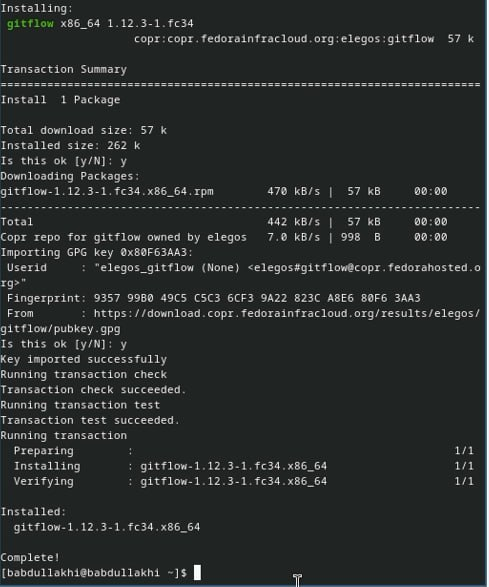 Installing:
 gitflow x86_64 1.12.3-1.fc34
                    copr:copr.fedorainfracloud.org:elegos:gitflow  57 k

Transaction Summary
========================================================================
Install  1 Package

Total download size: 57 k
Installed size: 262 k
Is this ok [y/N]: y
Downloading Packages:
gitflow-1.12.3-1.fc34.x86_64.rpm        470 kB/s |  57 kB     00:00
------------------------------------------------------------------------
Total                                   442 kB/s |  57 kB     00:00
Copr repo for gitflow owned by elegos   7.0 kB/s | 998  B     00:00
Importing GPG key 0x80F63AA3:
 Userid     : "elegos_gitflow (None) <elegos#gitflow@copr.fedorahosted.o
rg>"
 Fingerprint: 9357 99B0 49C5 C5C3 6CF3 9A22 823C A8E6 80F6 3AA3
 From       : https://download.copr.fedorainfracloud.org/results/elegos/
gitflow/pubkey.gpg
Is this ok [y/N]: y
Key imported successfully
Running transaction check
Transaction check succeeded.
Running transaction test
Transaction test succeeded.
Running transaction
  Preparing        :                                                 1/1
  Installing       : gitflow-1.12.3-1.fc34.x86_64                    1/1
  Verifying        : gitflow-1.12.3-1.fc34.x86_64                    1/1

Installed:
  gitflow-1.12.3-1.fc34.x86_64

Complete!
[babdullakhi@babdullakhi ~]$